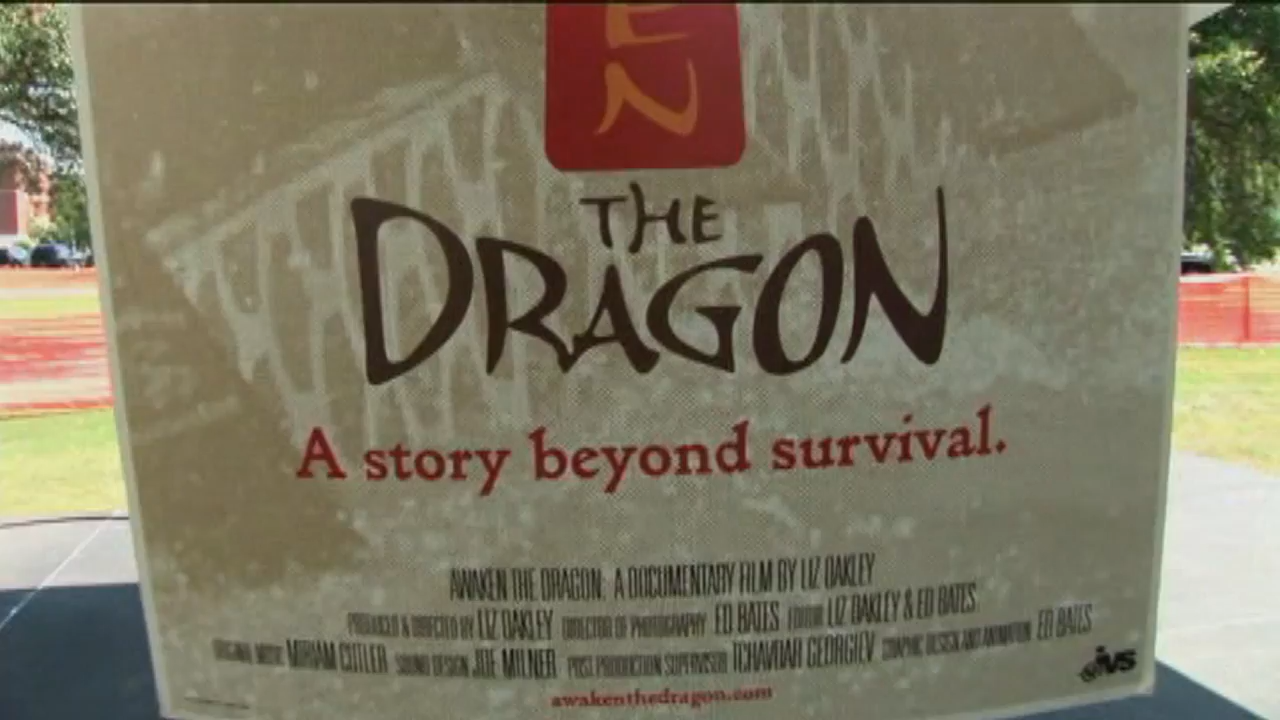 EN
THE
DRAGON
A story beyond survival.
AWAKEN THE DRAGON: A DOCUMENTARY FILM BY LIZ OAKLEY
PRODUCED & DIRECTED BY LIZ OAKLEY DIRECTOR OF PHOTOGRAPHY ED BATES EDITOR LIZ OAKLEY & ED BATES
ORIGINAL MUSIC MIRIAM CUTLER SOUND DESIGN JOE MILNER POST PRODUCTION SUPERVISOR TCHAVDAR GEORGIEV GRAPHIC DESIGN AND ANIMATION ED BATES
awakenthedragon.com